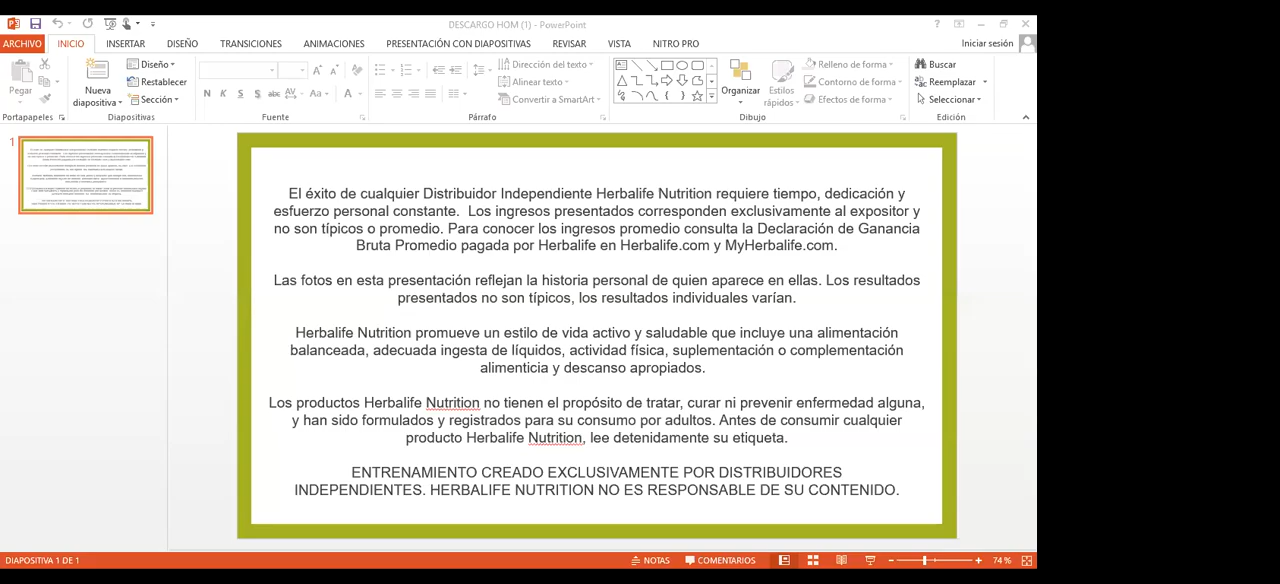 DESCARGO HOM (1) - PowerPoint
ARCHIVO INICIO INSERTAR DISEÑO TRANSICIONES ANIMACIONES PRESENTACIÓN CON DIAPOSITIVAS REVISAR VISTA NITRO PRO Iniciar sesión
Pegar
Nueva diapositiva
Diseño
Restablecer
Sección
N K S S abc AV Aa A
Dirección del texto
Alinear texto
Convertir a SmartArt
Organizar
Estilos rápidos
Relleno de forma
Contorno de forma
Efectos de forma
Buscar
Reemplazar
Seleccionar
Portapapeles Diapositivas Fuente Párrafo Dibujo Edición
1
El éxito de cualquier Distribuidor Independiente Herbalife Nutrition requiere tiempo, dedicación y
esfuerzo personal constante. Los ingresos presentados corresponden exclusivamente al expositor y
no son típicos o promedio. Para conocer los ingresos promedio consulta la Declaración de Ganancia
Bruta Promedio pagada por Herbalife en Herbalife.com y MyHerbalife.com.
Las fotos en esta presentación reflejan la historia personal de quien aparece en ellas. Los resultados
presentados no son típicos, los resultados individuales varían.
Herbalife Nutrition promueve un estilo de vida activo y saludable que incluye una alimentación
balanceada, adecuada ingesta de líquidos, actividad física, suplementación o complementación
alimenticia y descanso apropiados.
Los productos Herbalife Nutrition no tienen el propósito de tratar, curar ni prevenir enfermedad alguna,
y han sido formulados y registrados para su consumo por adultos. Antes de consumir cualquier
producto Herbalife Nutrition, lee detenidamente su etiqueta.
ENTRENAMIENTO CREADO EXCLUSIVAMENTE POR DISTRIBUIDORES
INDEPENDIENTES. HERBALIFE NUTRITION NO ES RESPONSABLE DE SU CONTENIDO.
DIAPOSITIVA 1 DE 1 NOTAS COMENTARIOS 74 %